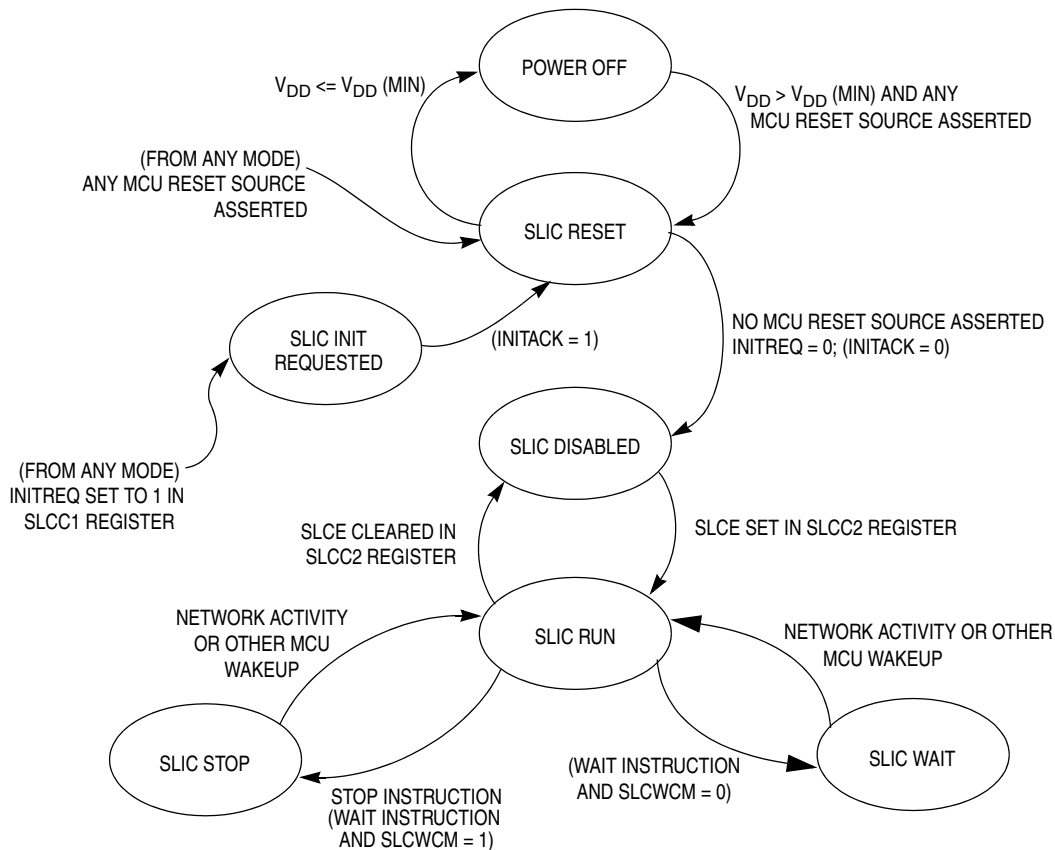 POWER OFF
VDD <= VDD (MIN)
VDD > VDD (MIN) AND ANY
MCU RESET SOURCE ASSERTED
(FROM ANY MODE)
ANY MCU RESET SOURCE
ASSERTED
SLIC RESET
SLIC INIT
REQUESTED
(INITACK = 1)
NO MCU RESET SOURCE ASSERTED
INITREQ = 0; (INITACK = 0)
SLIC DISABLED
(FROM ANY MODE)
INITREQ SET TO 1 IN
SLCC1 REGISTER
SLCE CLEARED IN
SLCC2 REGISTER
SLCE SET IN SLCC2 REGISTER
NETWORK ACTIVITY
OR OTHER MCU
WAKEUP
SLIC RUN
NETWORK ACTIVITY OR OTHER
MCU WAKEUP
SLIC STOP
SLIC WAIT
STOP INSTRUCTION
(WAIT INSTRUCTION
AND SLCWCM = 1)
(WAIT INSTRUCTION
AND SLCWCM = 0)